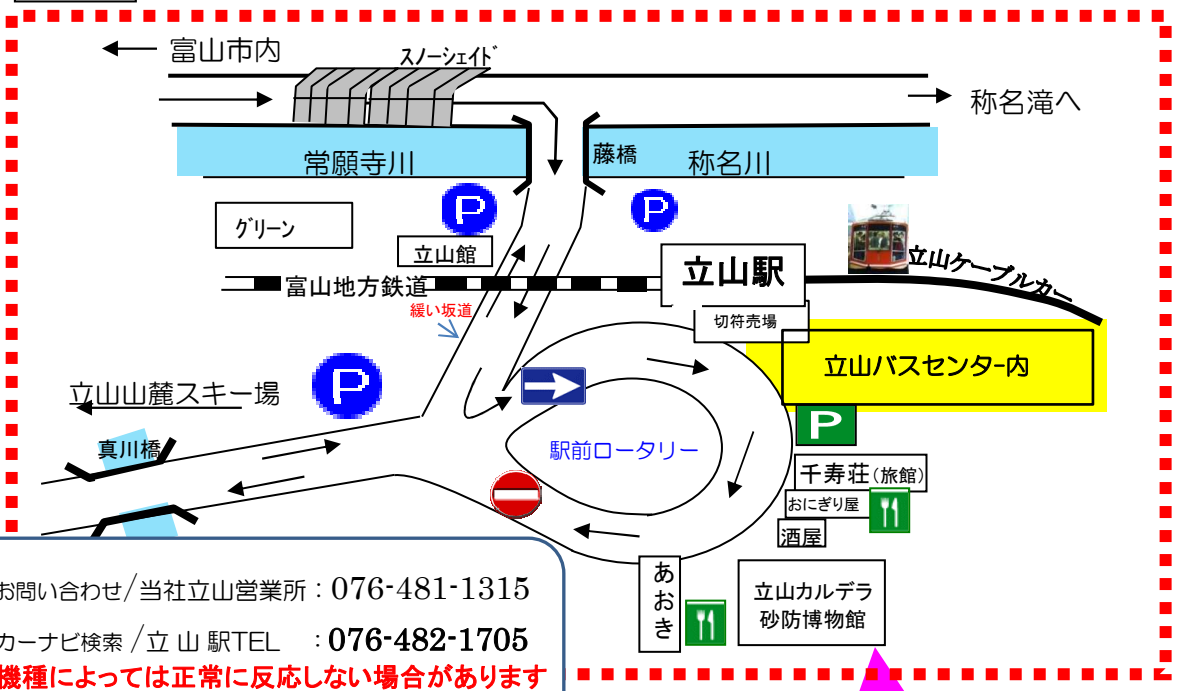 富山市内
スノーシェイド
称名滝へ
常願寺川
藤橋
称名川
P
P
グリーン
立山館
立山駅
立山ケーブルカー
富山地方鉄道
緩い坂道
切符売場
立山バスセンター内
P
立山山麓スキー場
P
真川橋
駅前ロータリー
千寿荘(旅館)
おにぎり屋
酒屋
あおき
立山カルデラ
砂防博物館
お問い合わせ/当社立山営業所:076-481-1315
カーナビ検索/立 山 駅TEL :076-482-1705
機種によっては正常に反応しない場合があります